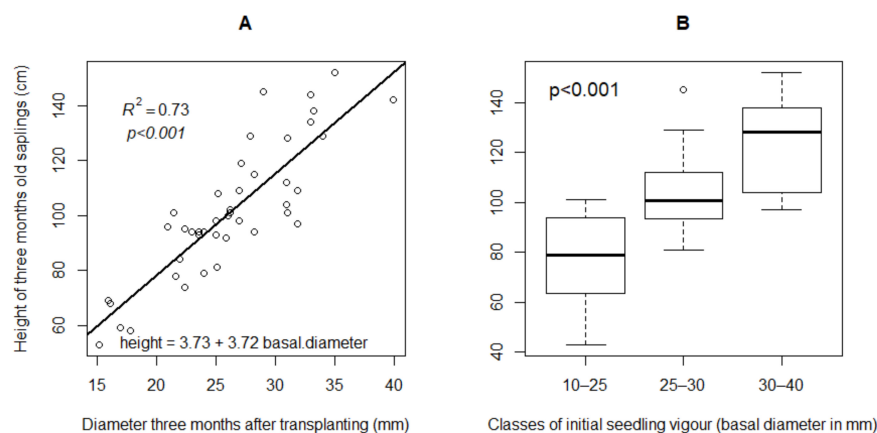 A
Height of three months old saplings (cm)
140
120
100
80
60
R² = 0.73
p<0.001
height = 3.73 + 3.72 basal.diameter
15 20 25 30 35 40
Diameter three months after transplanting (mm)
B
140
120
100
80
60
40
p<0.001
10–25 25–30 30–40
Classes of initial seedling vigour (basal diameter in mm)